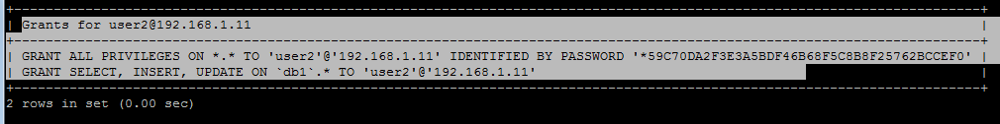 +--------------------------------------------------------------------------------------------------------------------------+
| Grants for user2@192.168.1.11 |
+--------------------------------------------------------------------------------------------------------------------------+
| GRANT ALL PRIVILEGES ON *.* TO 'user2'@'192.168.1.11' IDENTIFIED BY PASSWORD '*59C70DA2F3E3A5BDF46B68F5C8B8F25762BCCEF0' |
| GRANT SELECT, INSERT, UPDATE ON `db1`.* TO 'user2'@'192.168.1.11' |
+--------------------------------------------------------------------------------------------------------------------------+
2 rows in set (0.00 sec)